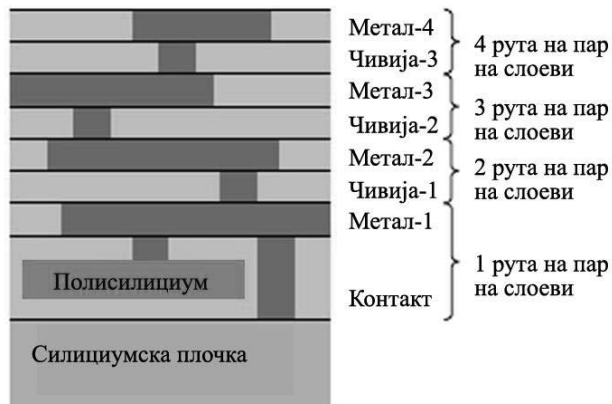 Метал-4
Чивија-3
4 рута на пар
на слоеви
Метал-3
Чивија-2
3 рута на пар
на слоеви
Метал-2
Чивија-1
2 рута на пар
на слоеви
Метал-1
Контакт
1 рута на пар
на слоеви
Полисилициум
Силициумска плочка